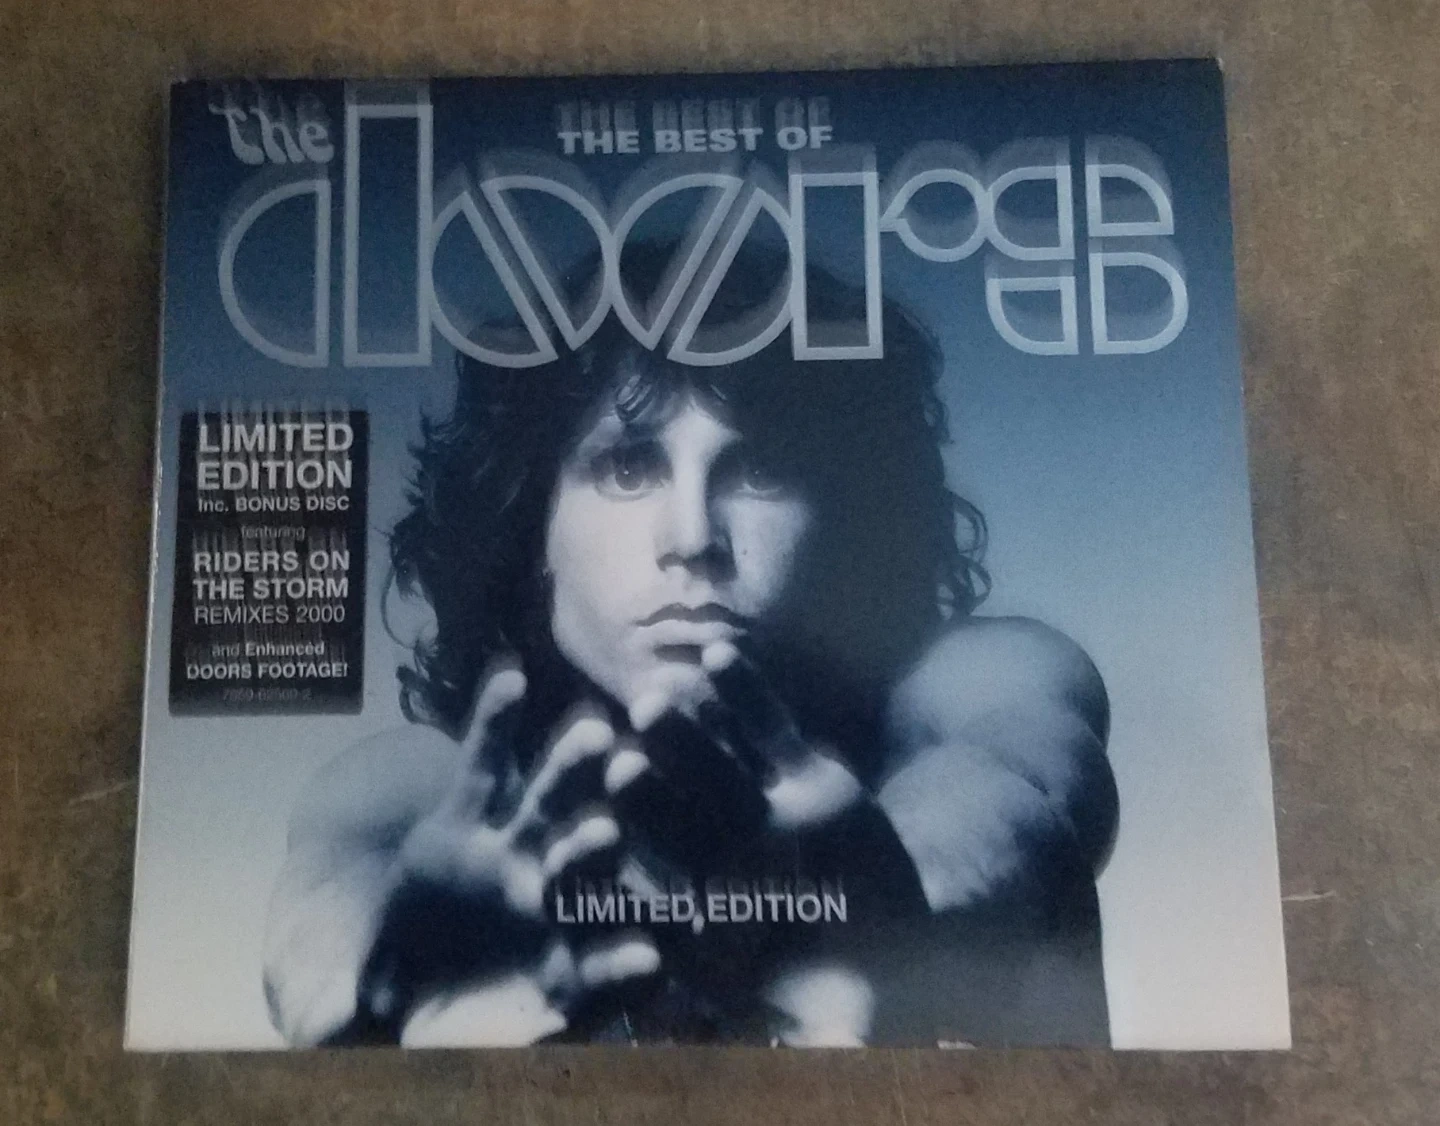 THE BEST OF
the
doors
LIMITED
EDITION
Inc. BONUS DISC
featuring
RIDERS ON
THE STORM
REMIXES 2000
and Enhanced
DOORS FOOTAGE!
LIMITED EDITION